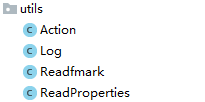 utils
C Action
C Log
C Readfmark
C ReadProperties